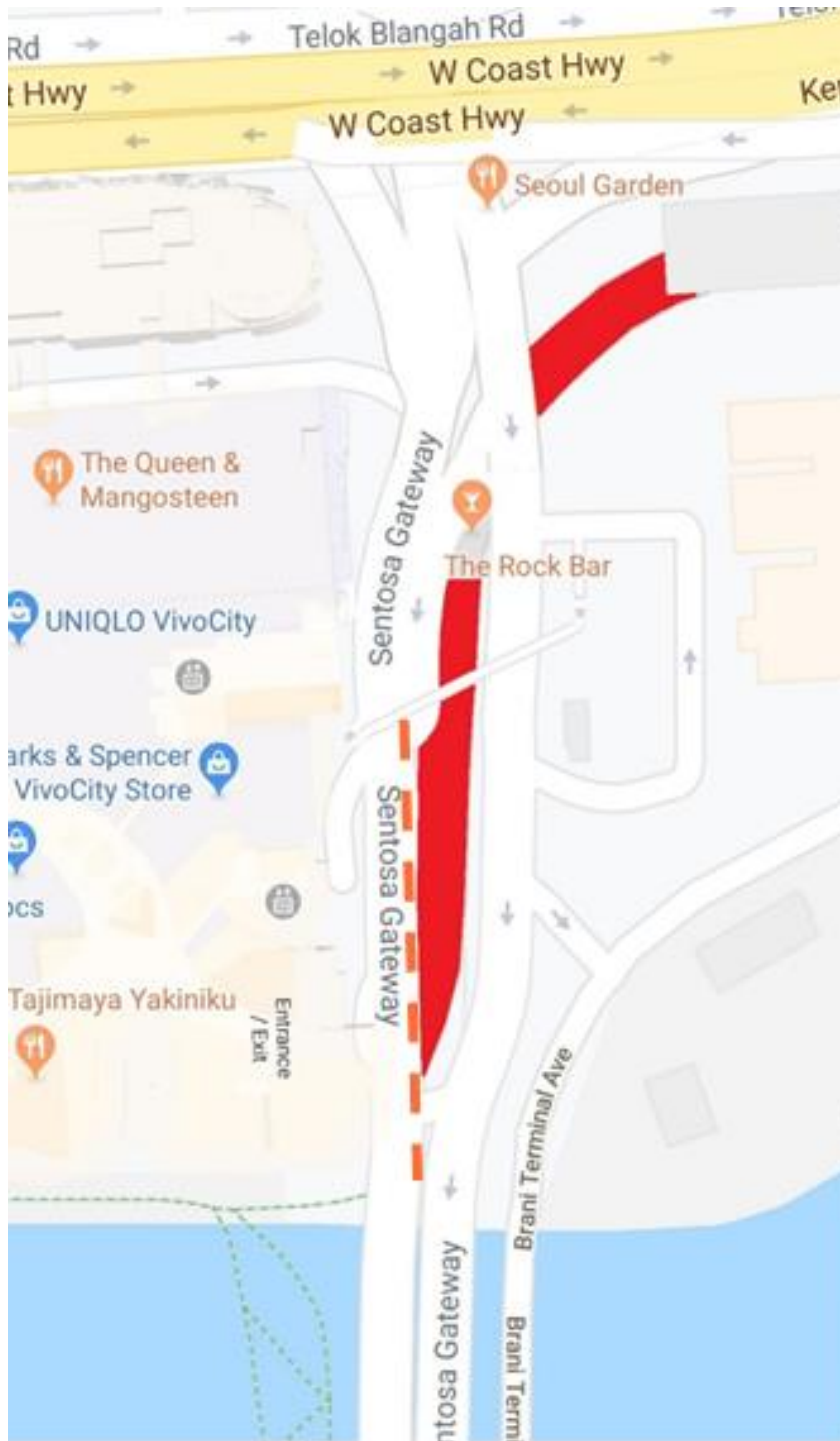 Rd
Telok Blangah Rd
W Coast Hwy
t Hwy
W Coast Hwy
Seoul Garden
The Queen &
Mangosteen
Sentosa Gateway
The Rock Bar
UNIQLO VivoCity
arks & Spencer
VivoCity Store
Sentosa Gateway
ocs
Tajimaya Yakiniku
Entrance
/ Exit
Brani Terminal Ave
ntosa Gateway
Brani Termi